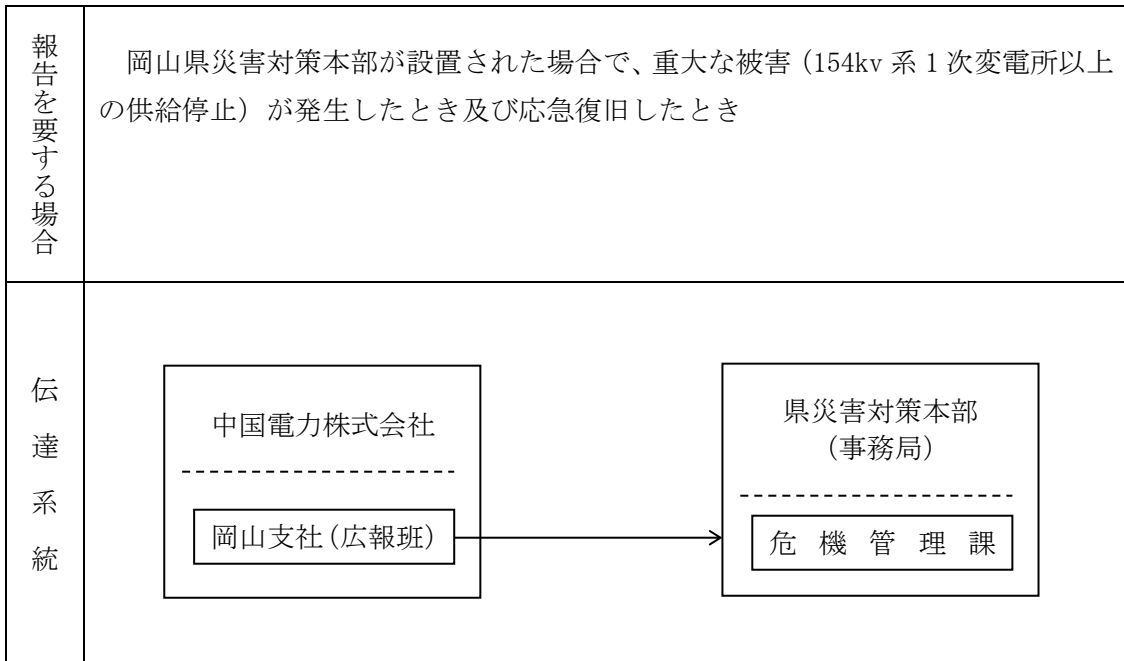 報告を要する場合
岡山県災害対策本部が設置された場合で、重大な被害（154kv 系 1 次変電所以上
の供給停止）が発生したとき及び応急復旧したとき
伝達系統
中国電力株式会社
岡山支社（広報班）
県災害対策本部
（事務局）
危機管理課